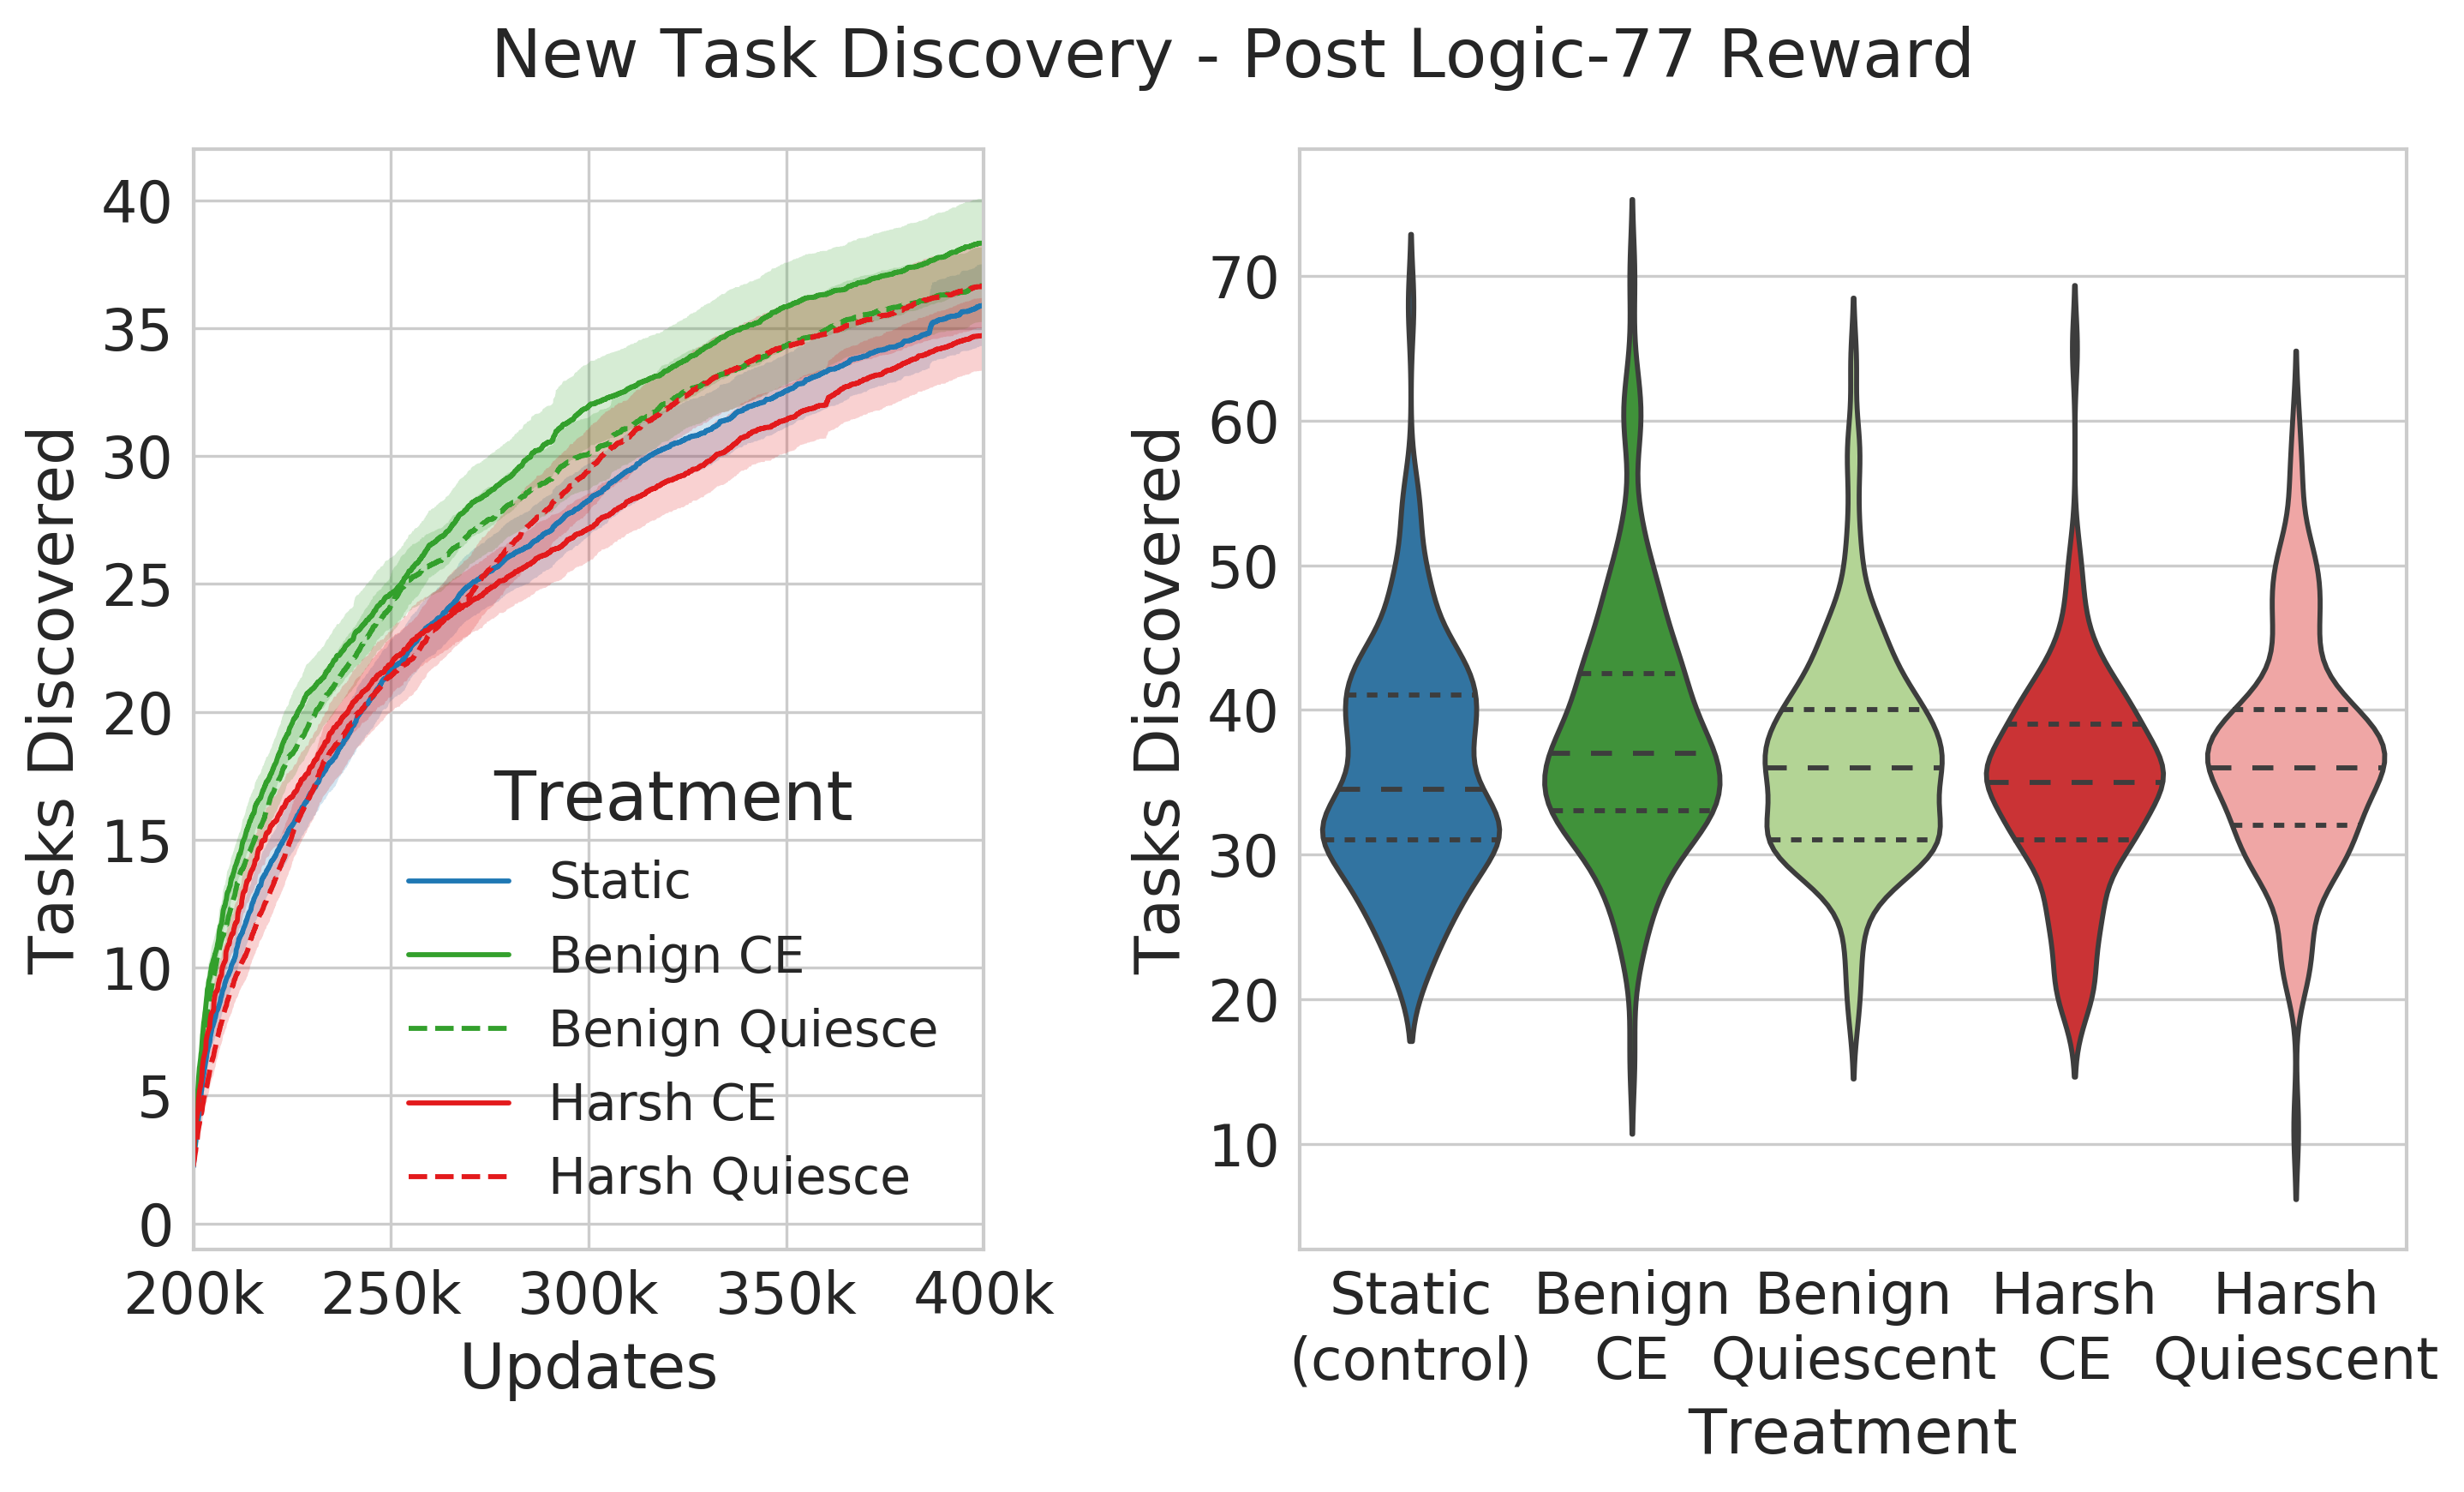 New Task Discovery - Post Logic-77 Reward
Tasks Discovered
40
35
30
25
20
15
10
5
0
Treatment
Static
Benign CE
Benign Quiesce
Harsh CE
Harsh Quiesce
200k 250k 300k 350k 400k
Updates
Tasks Discovered
70
60
50
40
30
20
10
Static Benign Benign Harsh Harsh
(control) CE Quiescent CE Quiescent
Treatment